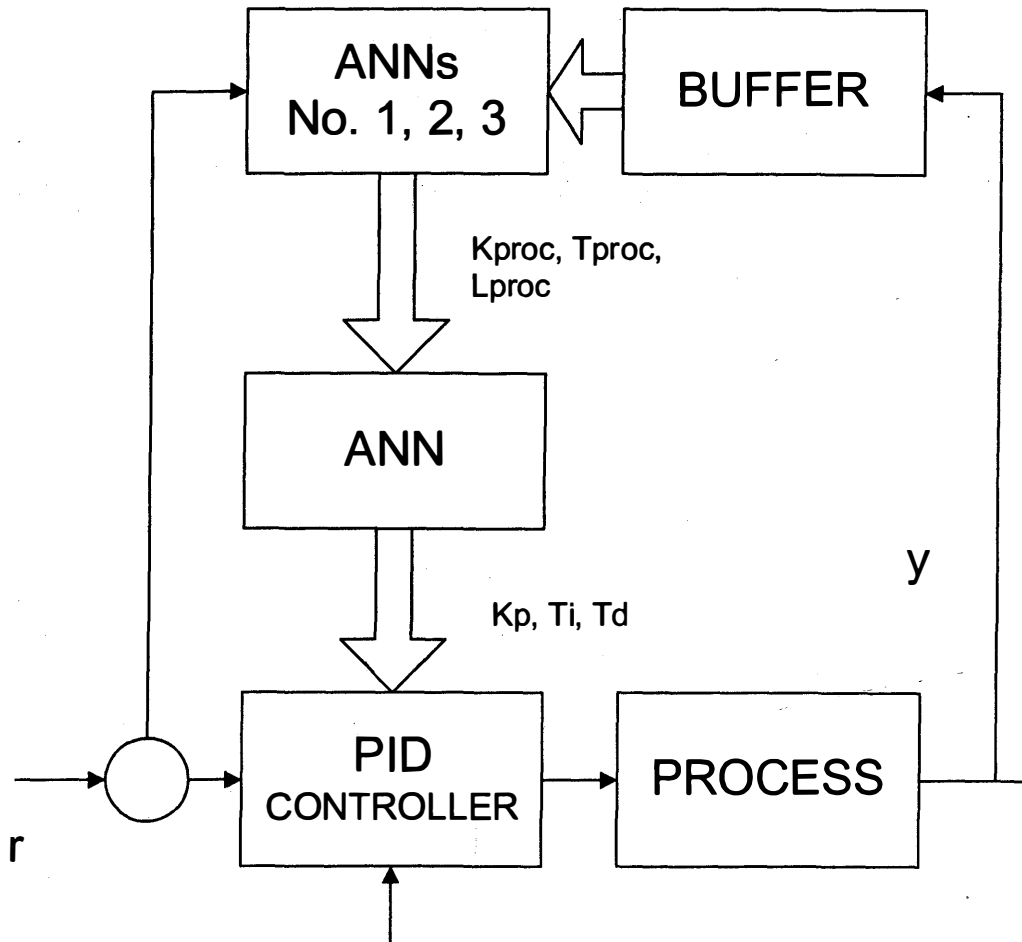 ANNs
No. 1, 2, 3
BUFFER
Kproc, Tproc,
Lproc
ANN
y
Kp, Ti, Td
PID
CONTROLLER
PROCESS
r